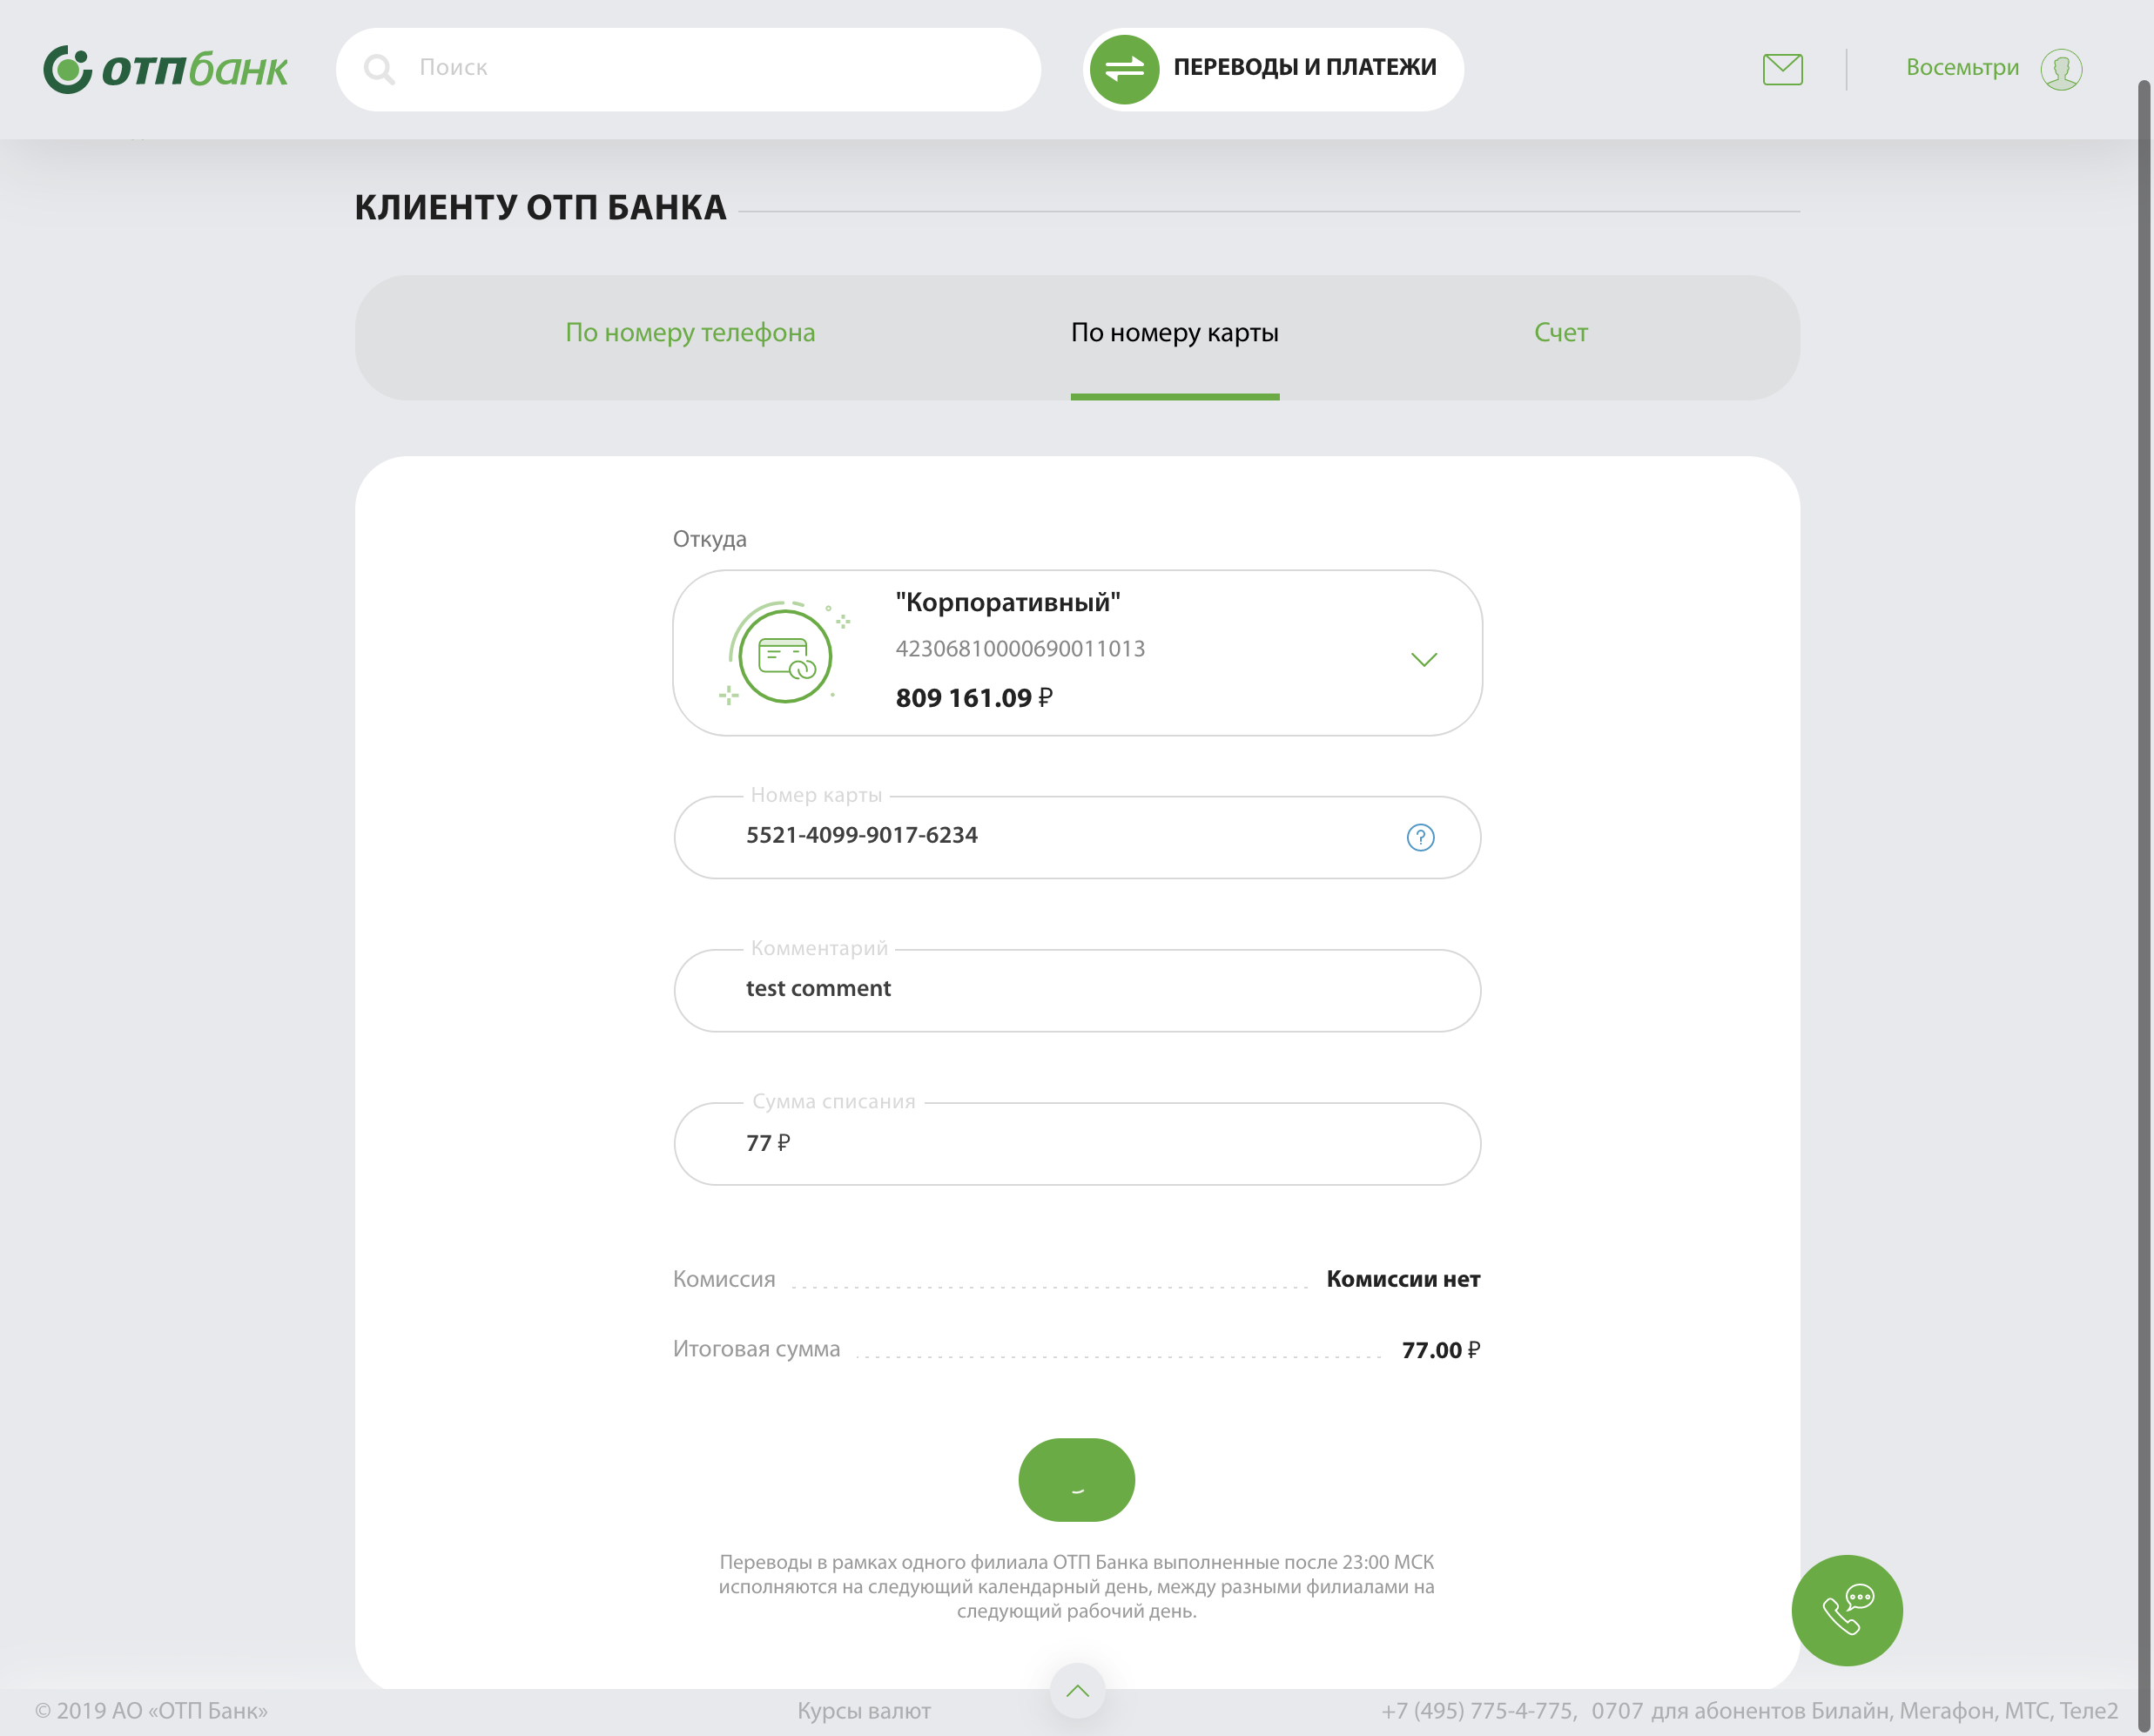 отпбанк
Поиск
ПЕРЕВОДЫ И ПЛАТЕЖИ
Восемьтри
КЛИЕНТУ ОТП БАНКА
По номеру телефона
По номеру карты
Счет
Откуда
"Корпоративный"
42306810000690011013
809 161.09 ₽
Номер карты
5521-4099-9017-6234
?
Комментарий
test comment
Сумма списания
77 ₽
Комиссия
Комиссии нет
Итоговая сумма
77.00 ₽
Переводы в рамках одного филиала ОТП Банка выполненные после 23:00 МСК
исполняются на следующий календарный день, между разными филиалами на
следующий рабочий день.
© 2019 АО «ОТП Банк»
Курсы валют
+7 (495) 775-4-775, 0707 для абонентов Билайн, Мегафон, МТС, Теле2